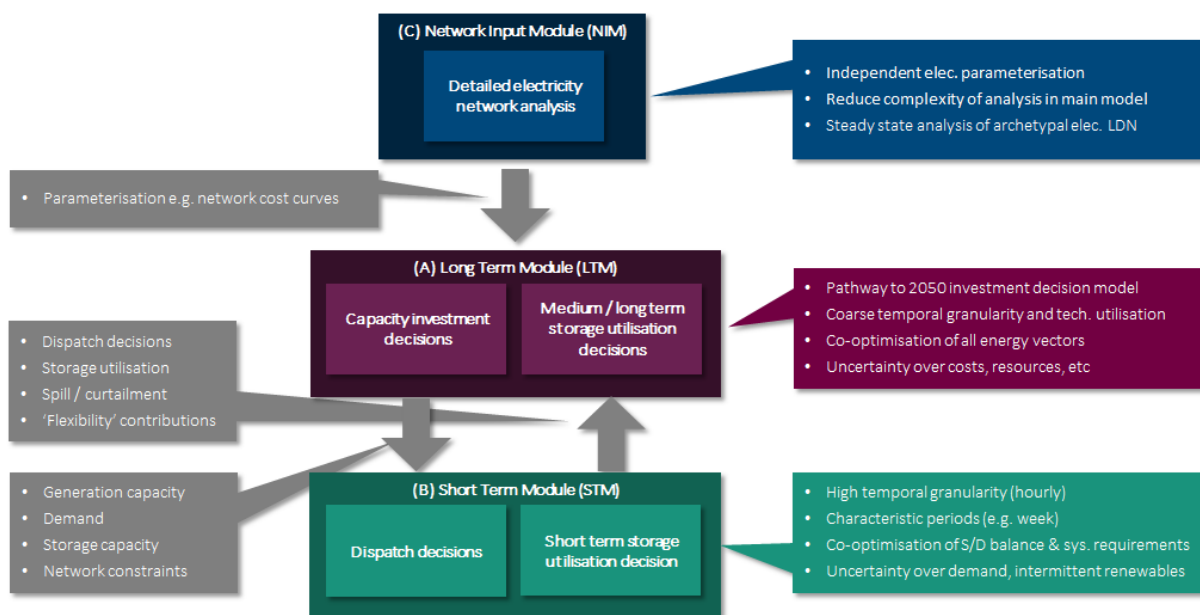 (C) Network Input Module (NIM)
Detailed electricity
network analysis
• Independent elec. parameterisation
• Reduce complexity of analysis in main model
• Steady state analysis of archetypal elec. LDN
• Parameterisation e.g. network cost curves
(A) Long Term Module (LTM)
Capacity investment
decisions
Medium / long term
storage utilisation
decisions
• Pathway to 2050 investment decision model
• Coarse temporal granularity and tech. utilisation
• Co-optimisation of all energy vectors
• Uncertainty over costs, resources, etc
• Dispatch decisions
• Storage utilisation
• Spill / curtailment
• ‘Flexibility’ contributions
• Generation capacity
• Demand
• Storage capacity
• Network constraints
(B) Short Term Module (STM)
Dispatch decisions
Short term storage
utilisation decision
• High temporal granularity (hourly)
• Characteristic periods (e.g. week)
• Co-optimisation of S/D balance & sys. requirements
• Uncertainty over demand, intermittent renewables